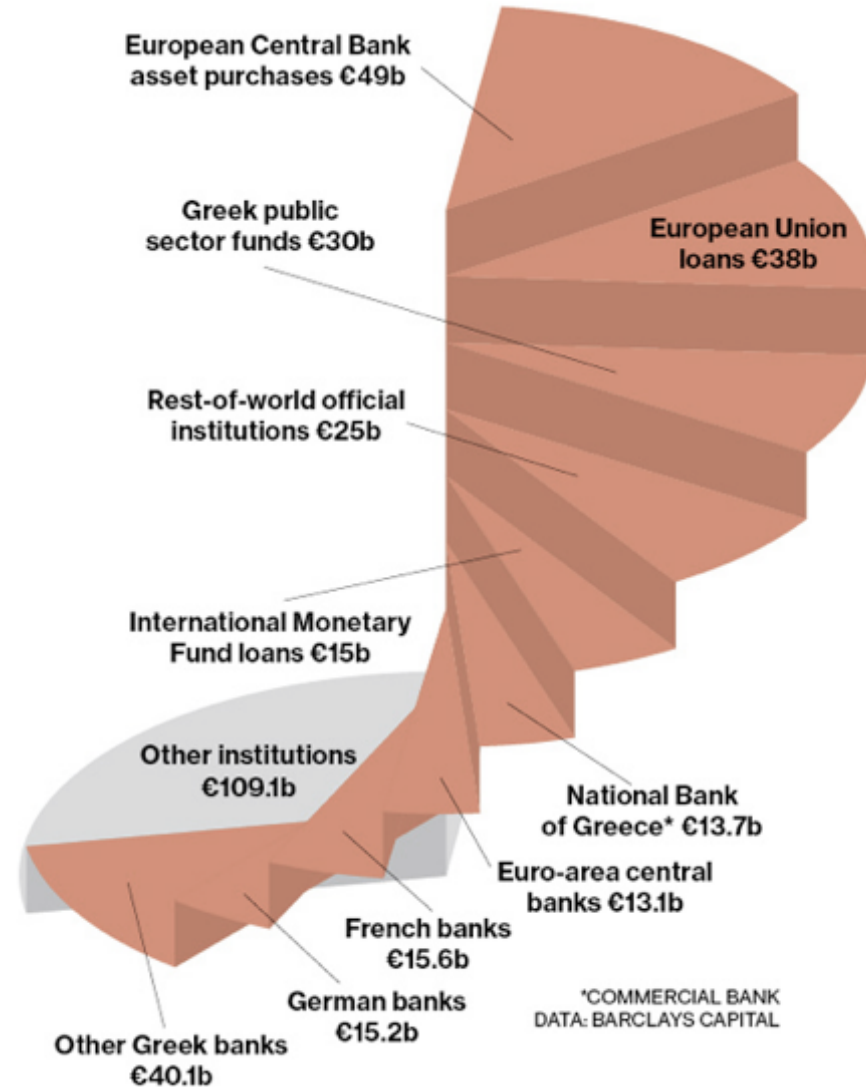 European Central Bank
asset purchases €49b
Greek public
sector funds €30b
European Union
loans €38b
Rest-of-world official
institutions €25b
International Monetary
Fund loans €15b
Other institutions
€109.1b
National Bank
of Greece* €13.7b
Euro-area central
banks €13.1b
French banks
€15.6b
German banks
€15.2b
Other Greek banks
€40.1b
*COMMERCIAL BANK
DATA: BARCLAYS CAPITAL